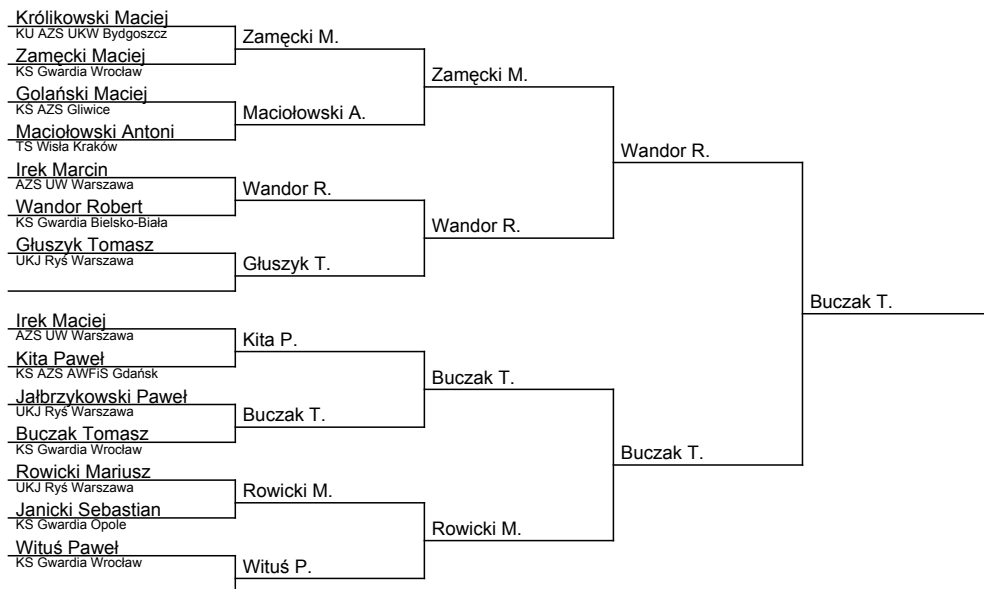 Królikowski Maciej
KU AZS UKW Bydgoszcz
Zamęcki Maciej
KS Gwardia Wrocław
Golański Maciej
KŚ AZS Gliwice
Maciołowski Antoni
TS Wisła Kraków
Irek Marcin
AZS UW Warszawa
Wandor Robert
KS Gwardia Bielsko-Biała
Głuszyk Tomasz
UKJ Ryś Warszawa
Irek Maciej
AZS UW Warszawa
Kita Paweł
KS AZS AWFiS Gdańsk
Jałbrzykowski Paweł
UKJ Ryś Warszawa
Buczak Tomasz
KS Gwardia Wrocław
Rowicki Mariusz
UKJ Ryś Warszawa
Janicki Sebastian
KS Gwardia Opole
Wituś Paweł
KS Gwardia Wrocław
Zamęcki M.
Maciołowski A.
Wandor R.
Głuszyk T.
Kita P.
Buczak T.
Rowicki M.
Wituś P.
Zamęcki M.
Wandor R.
Buczak T.
Rowicki M.
Wandor R.
Buczak T.
Buczak T.